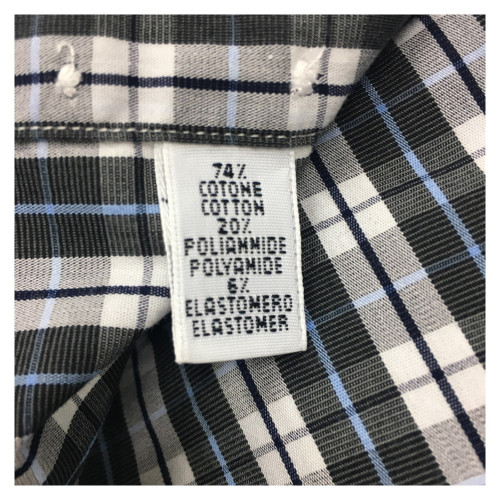 74%
COTONE
COTTON
20%
POLIAMMIDE
POLYAMIDE
6%
ELASTOMERO
ELASTOMER